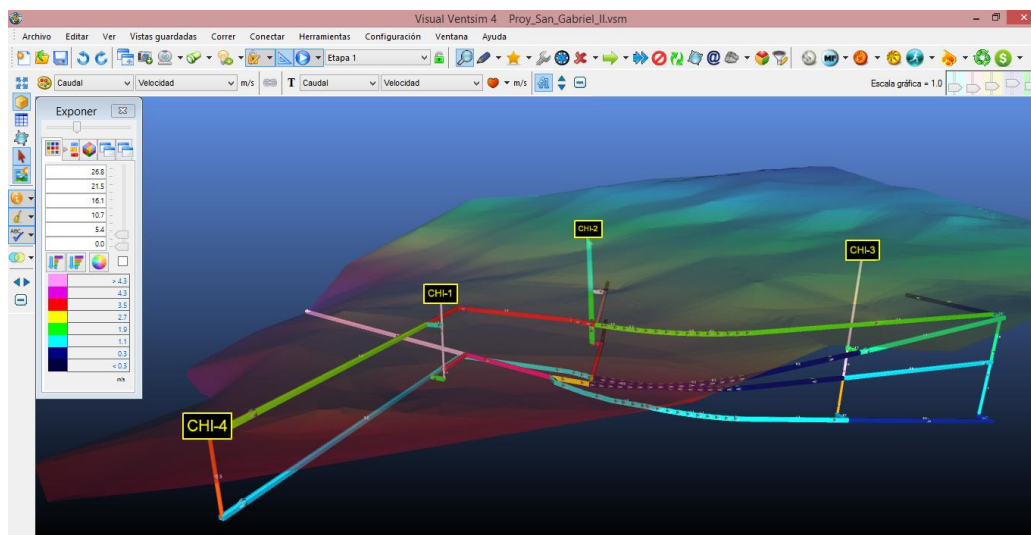 Visual Ventsim 4 Proy_San_Gabriel_II.vsm
Archivo Editar Ver Vistas guardadas Correr Conectar Herramientas Configuración Ventana Ayuda
Etapa 1
Caudal Velocidad m/s T Caudal Velocidad m/s Escala gráfica = 1.0
Exponer
26.8
21.5
16.1
10.7
5.4
0.0
> 4.3
4.3
3.5
2.7
1.9
1.1
0.3
< 0.3
m/s
CHI-2
CHI-3
CHI-1
CHI-4